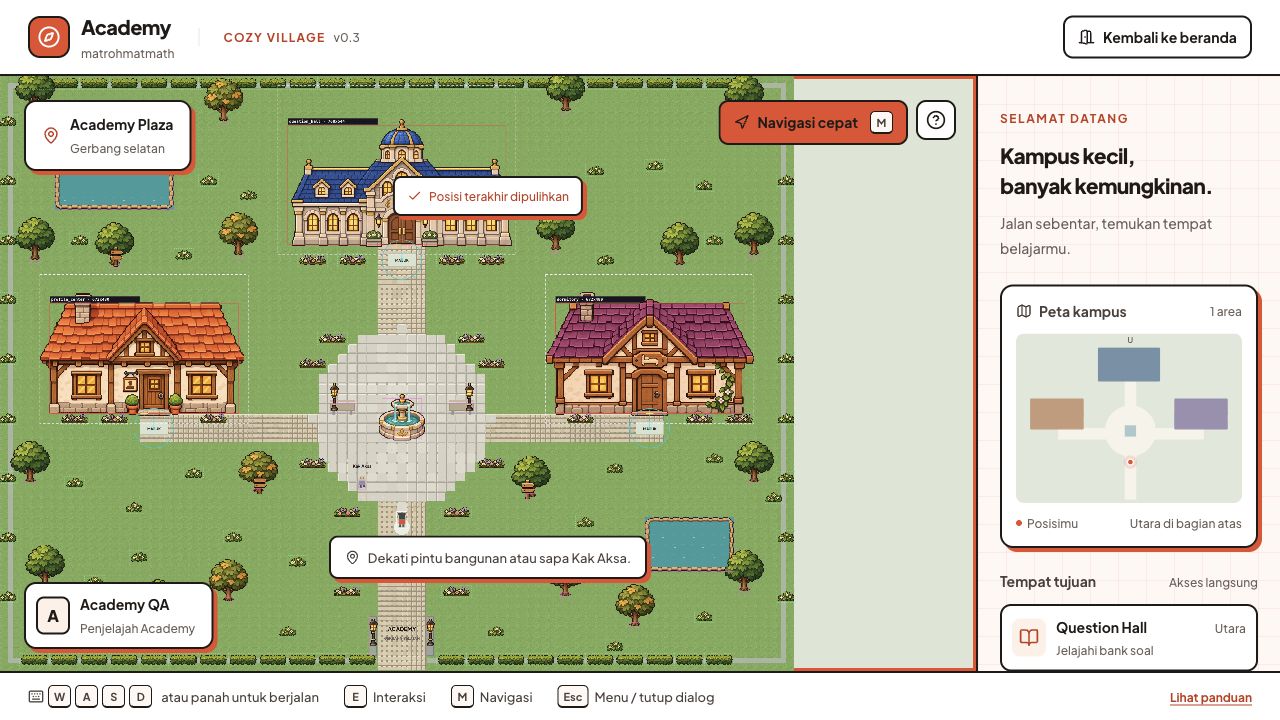 Academy
matrohmatmath
COZY VILLAGE v0.3
Kembali ke beranda
Academy Plaza
Gerbang selatan
Navigasi cepat M
Posisi terakhir dipulihkan
MASUK
Kak Aksa
Dekati pintu bangunan atau sapa Kak Aksa.
A
Academy QA
Penjelajah Academy
ACADEMY
SELAMAT DATANG
Kampus kecil,
banyak kemungkinan.
Jalan sebentar, temukan tempat
belajarmu.
Peta kampus 1 area
U
Posisimu Utara di bagian atas
Tempat tujuan Akses langsung
Question Hall Utara
Jelajahi bank soal
W A S D atau panah untuk berjalan E Interaksi M Navigasi Esc Menu / tutup dialog
Lihat panduan